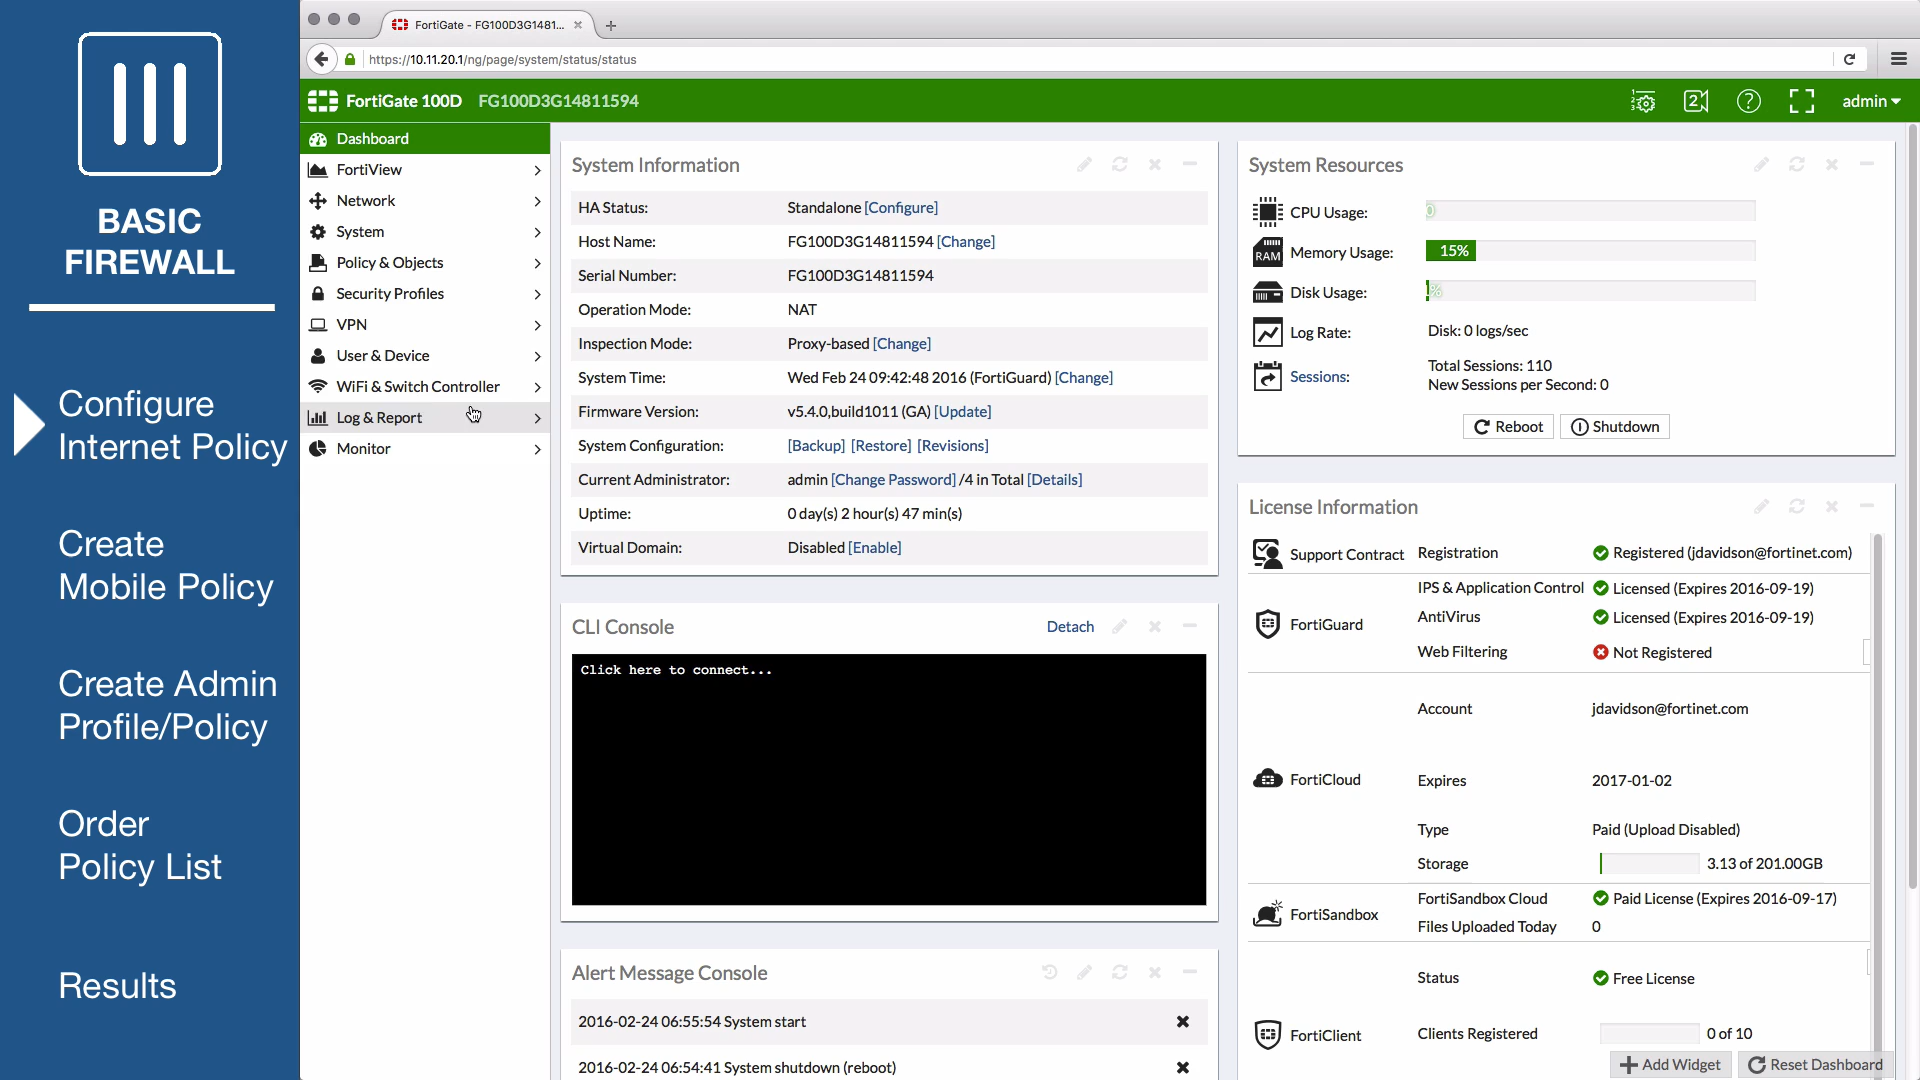 BASIC
FIREWALL
Configure
Internet Policy
Create
Mobile Policy
Create Admin
Profile/Policy
Order
Policy List
Results
FortiGate - FG100D3G1481...
https://10.11.20.1/ng/page/system/status/status
FortiGate 100D FG100D3G14811594
2
?
admin
Dashboard
FortiView
Network
System
Policy & Objects
Security Profiles
VPN
User & Device
WiFi & Switch Controller
Log & Report
Monitor
System Information
HA Status: Standalone [Configure]
Host Name: FG100D3G14811594 [Change]
Serial Number: FG100D3G14811594
Operation Mode: NAT
Inspection Mode: Proxy-based [Change]
System Time: Wed Feb 24 09:42:48 2016 (FortiGuard) [Change]
Firmware Version: v5.4.0,build1011 (GA) [Update]
System Configuration: [Backup] [Restore] [Revisions]
Current Administrator: admin [Change Password] /4 in Total [Details]
Uptime: 0 day(s) 2 hour(s) 47 min(s)
Virtual Domain: Disabled [Enable]
CLI Console Detach
Click here to connect...
Alert Message Console
2016-02-24 06:55:54 System start
2016-02-24 06:54:41 System shutdown (reboot)
System Resources
CPU Usage: 0
RAM Memory Usage: 15%
Disk Usage: %
Log Rate: Disk: 0 logs/sec
Sessions: Total Sessions: 110
New Sessions per Second: 0
Reboot Shutdown
License Information
Support Contract Registration Registered (jdavidson@fortinet.com)
IPS & Application Control Licensed (Expires 2016-09-19)
FortiGuard AntiVirus Licensed (Expires 2016-09-19)
Web Filtering Not Registered
Account jdavidson@fortinet.com
FortiCloud Expires 2017-01-02
Type Paid (Upload Disabled)
Storage 3.13 of 201.00GB
FortiSandbox FortiSandbox Cloud Paid License (Expires 2016-09-17)
Files Uploaded Today 0
Status Free License
FortiClient Clients Registered 0 of 10
Add Widget Reset Dashboard